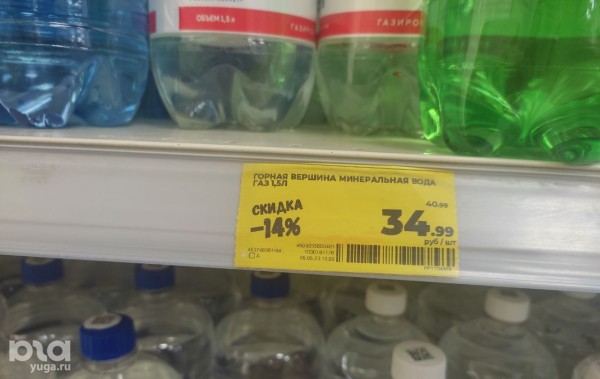 ОБЪЕМ 1,5 л
ГАЗИРО
ГАЗИРО
ГОРНАЯ ВЕРШИНА МИНЕРАЛЬНАЯ ВОДА
ГАЗ 1,5Л
СКИДКА
-14%
40.99
34.99
руб / шт
yuga.ru